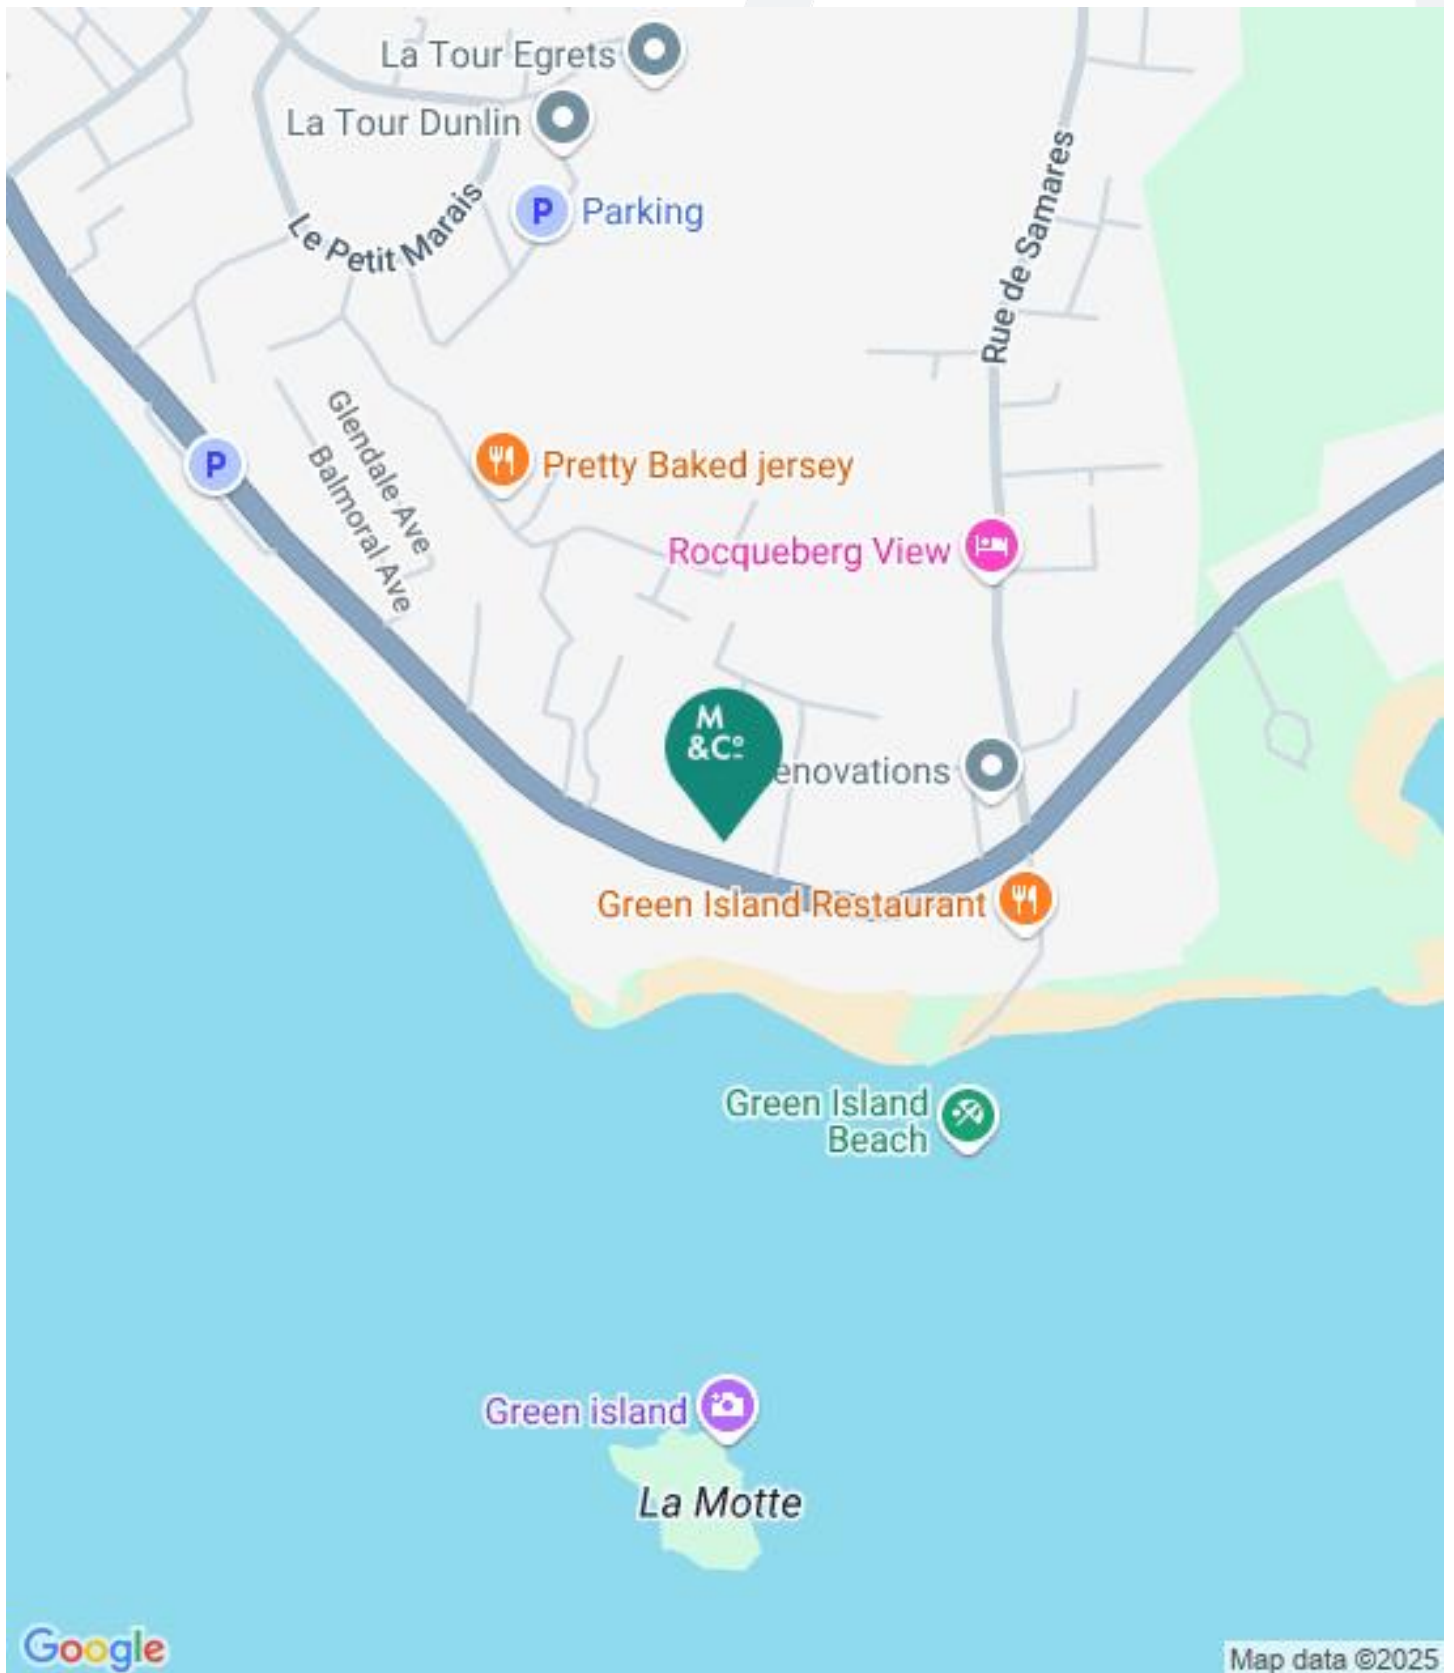 La Tour Egrets
La Tour Dunlin
P
Parking
Le Petit Marais
Rue de Samares
Glendale Ave
Balmoral Ave
P
Pretty Baked jersey
Rocqueberg View
M
&Cº
enovations
Green Island Restaurant
Green Island
Beach
Green island
La Motte
Google
Map data ©2025